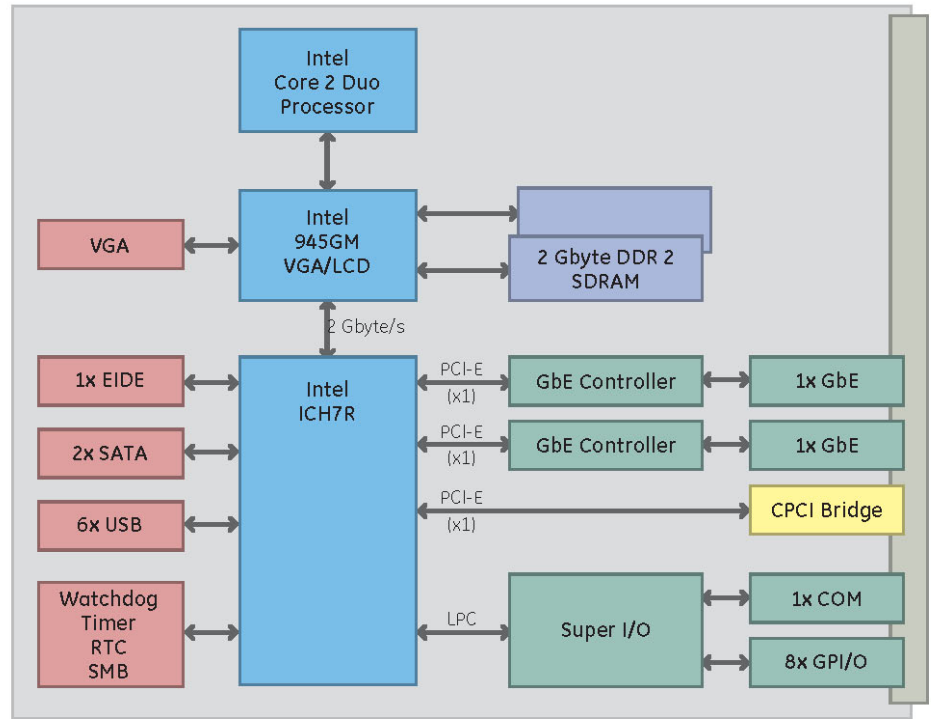 Intel
Core 2 Duo
Processor
Intel
945GM
VGA/LCD
VGA
2 Gbyte DDR 2
SDRAM
2 Gbyte/s
1x EIDE
Intel
ICH7R
PCI-E
(x1)
GbE Controller
1x GbE
2x SATA
PCI-E
(x1)
GbE Controller
1x GbE
6x USB
PCI-E
(x1)
CPCI Bridge
Watchdog
Timer
RTC
SMB
LPC
Super I/O
1x COM
8x GPI/O